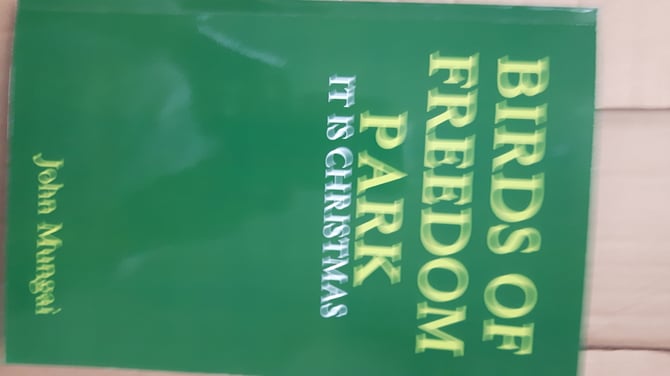 BIRDS OF
FREEDOM
PARK
IT IS CHRISTMAS
John Mungai